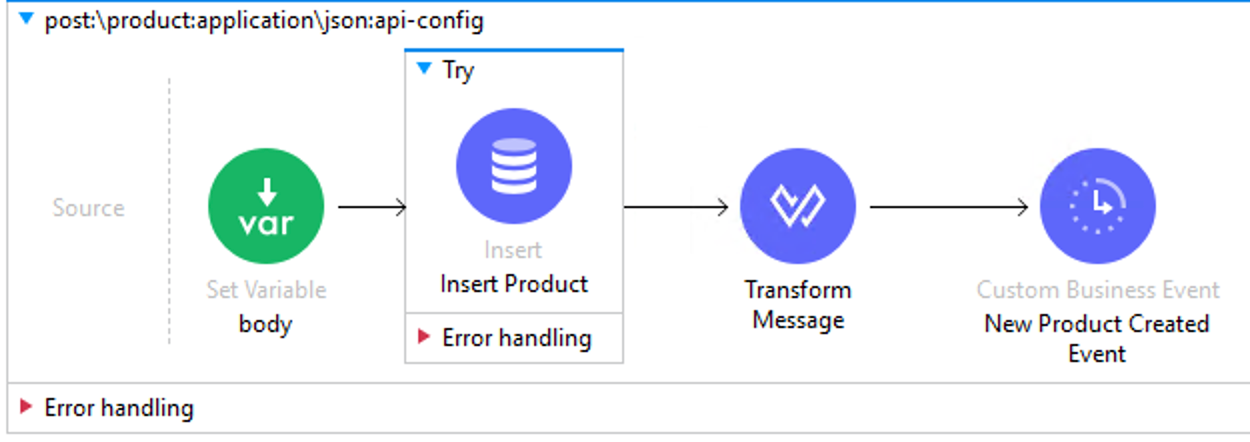 post:\product:application\json:api-config
Try
Source
var
Set Variable
body
Insert
Insert Product
Error handling
Transform
Message
Custom Business Event
New Product Created
Event
Error handling